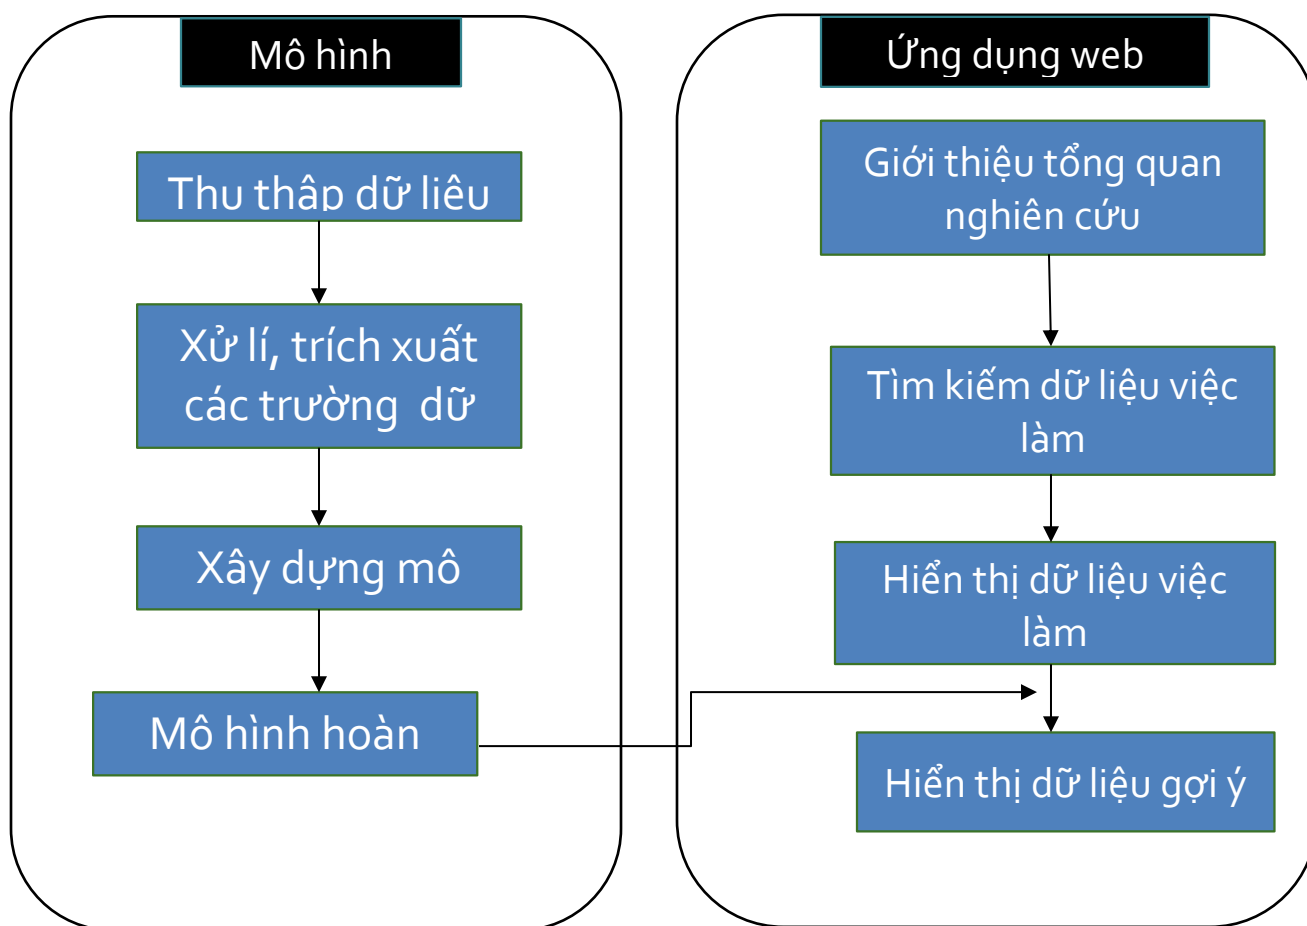 Mô hình
Thu thập dữ liệu
Xử lí, trích xuất
các trường dữ
Xây dựng mô
Mô hình hoàn
Ứng dụng web
Giới thiệu tổng quan
nghiên cứu
Tìm kiếm dữ liệu việc
làm
Hiển thị dữ liệu việc
làm
Hiển thị dữ liệu gợi ý